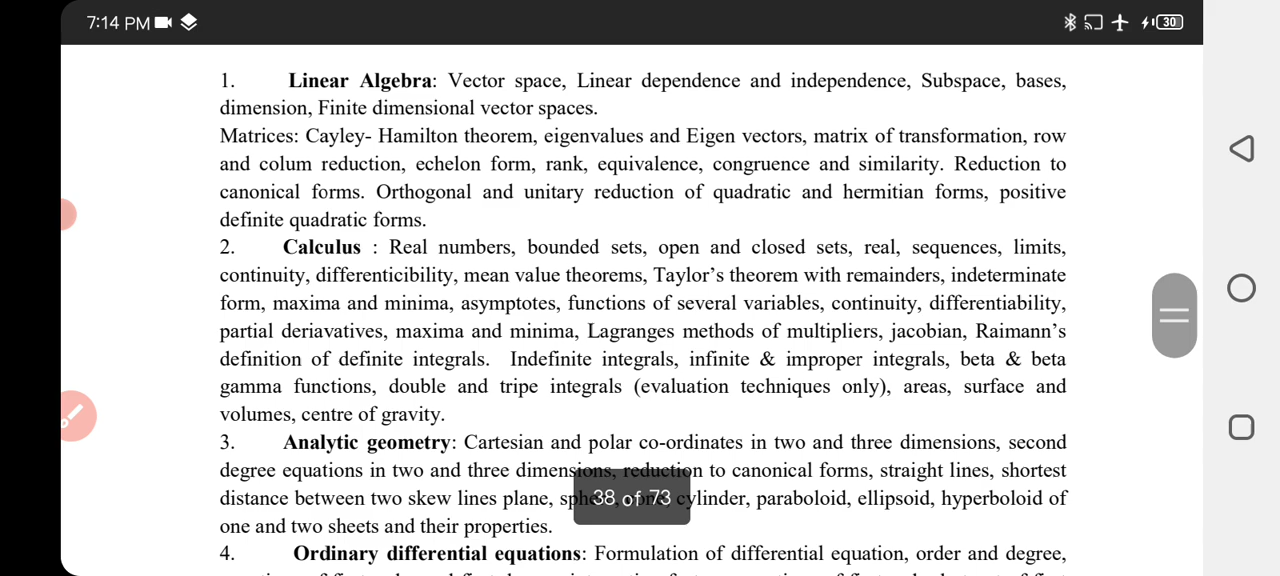 7:14 PM
30
1. Linear Algebra: Vector space, Linear dependence and independence, Subspace, bases,
dimension, Finite dimensional vector spaces.
Matrices: Cayley- Hamilton theorem, eigenvalues and Eigen vectors, matrix of transformation, row
and colum reduction, echelon form, rank, equivalence, congruence and similarity. Reduction to
canonical forms. Orthogonal and unitary reduction of quadratic and hermitian forms, positive
definite quadratic forms.
2. Calculus : Real numbers, bounded sets, open and closed sets, real, sequences, limits,
continuity, differenticibility, mean value theorems, Taylor's theorem with remainders, indeterminate
form, maxima and minima, asymptotes, functions of several variables, continuity, differentiability,
partial deriavatives, maxima and minima, Lagranges methods of multipliers, jacobian, Raimann's
definition of definite integrals. Indefinite integrals, infinite & improper integrals, beta & beta
gamma functions, double and tripe integrals (evaluation techniques only), areas, surface and
volumes, centre of gravity.
3. Analytic geometry: Cartesian and polar co-ordinates in two and three dimensions, second
degree equations in two and three dimensions, reduction to canonical forms, straight lines, shortest
distance between two skew lines plane, cylinder, paraboloid, ellipsoid, hyperboloid of
38 of 73
one and two sheets and their properties.
4. Ordinary differential equations: Formulation of differential equation, order and degree,